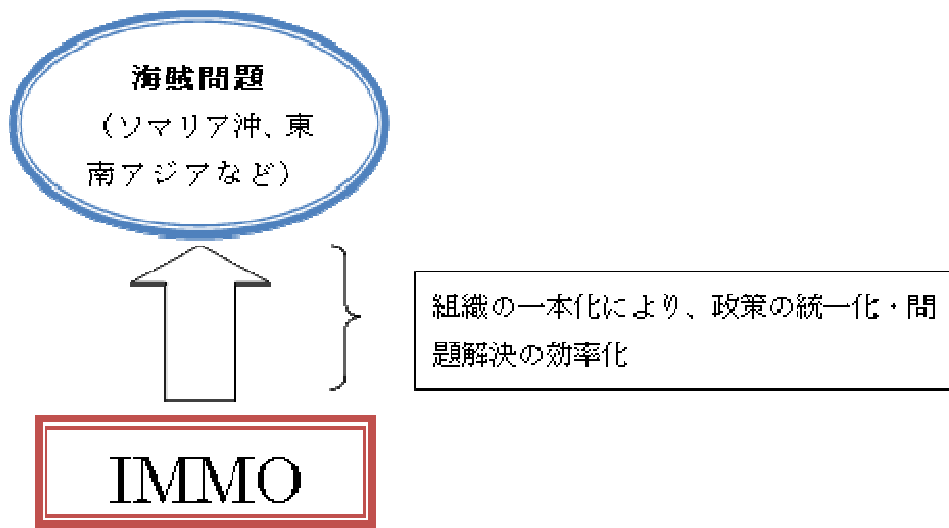 海賊問題
（ソマリア沖、東
南アジアなど）
組織の一本化により、政策の統一化・問
題解決の効率化
IMMO